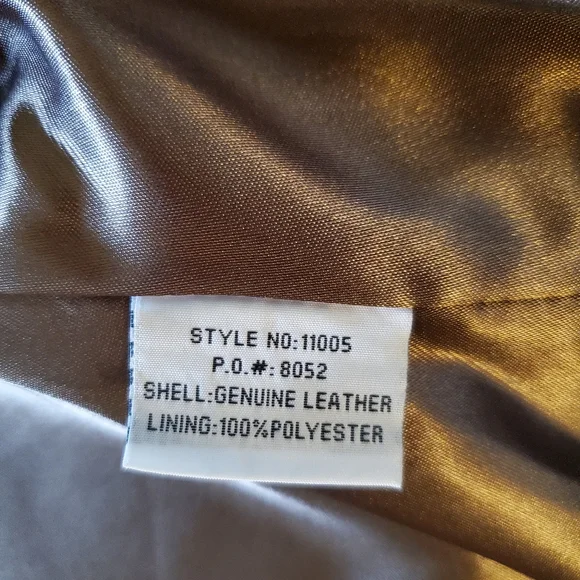 STYLE NO:11005
P.O.#:8052
SHELL:GENUINE LEATHER
LINING:100%POLYESTER